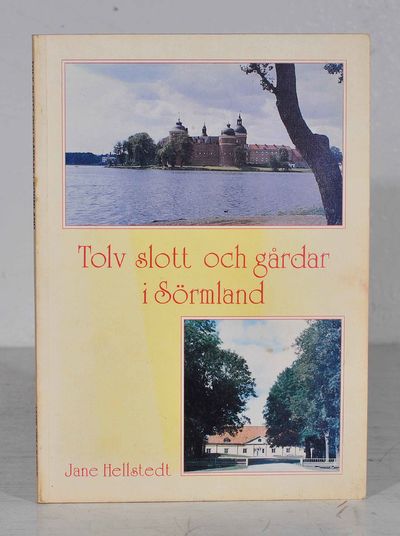 Tolv slott och gårdar
i Sörmland
Jane Hellstedt